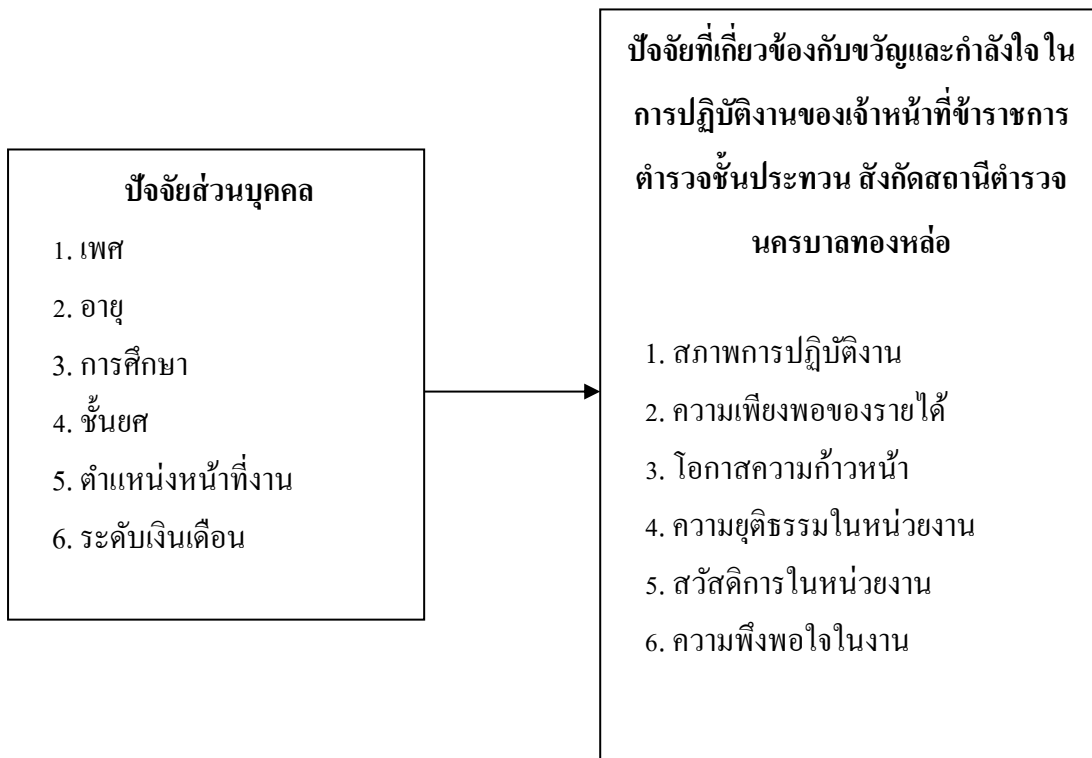 ปัจจัยส่วนบุคคล
1. เพศ
2. อายุ
3. การศึกษา
4. ชั้นยศ
5. ตำแหน่งหน้าที่งาน
6. ระดับเงินเดือน
ปัจจัยที่เกี่ยวข้องกับขวัญและกำลังใจ ใน
การปฏิบัติงานของเจ้าหน้าที่ข้าราชการ
ตำรวจชั้นประทวน สังกัดสถานีตำรวจ
นครบาลทองหล่อ
1. สภาพการปฏิบัติงาน
2. ความเพียงพอของรายได้
3. โอกาสความก้าวหน้า
4. ความยุติธรรมในหน่วยงาน
5. สวัสดิการในหน่วยงาน
6. ความพึงพอใจในงาน